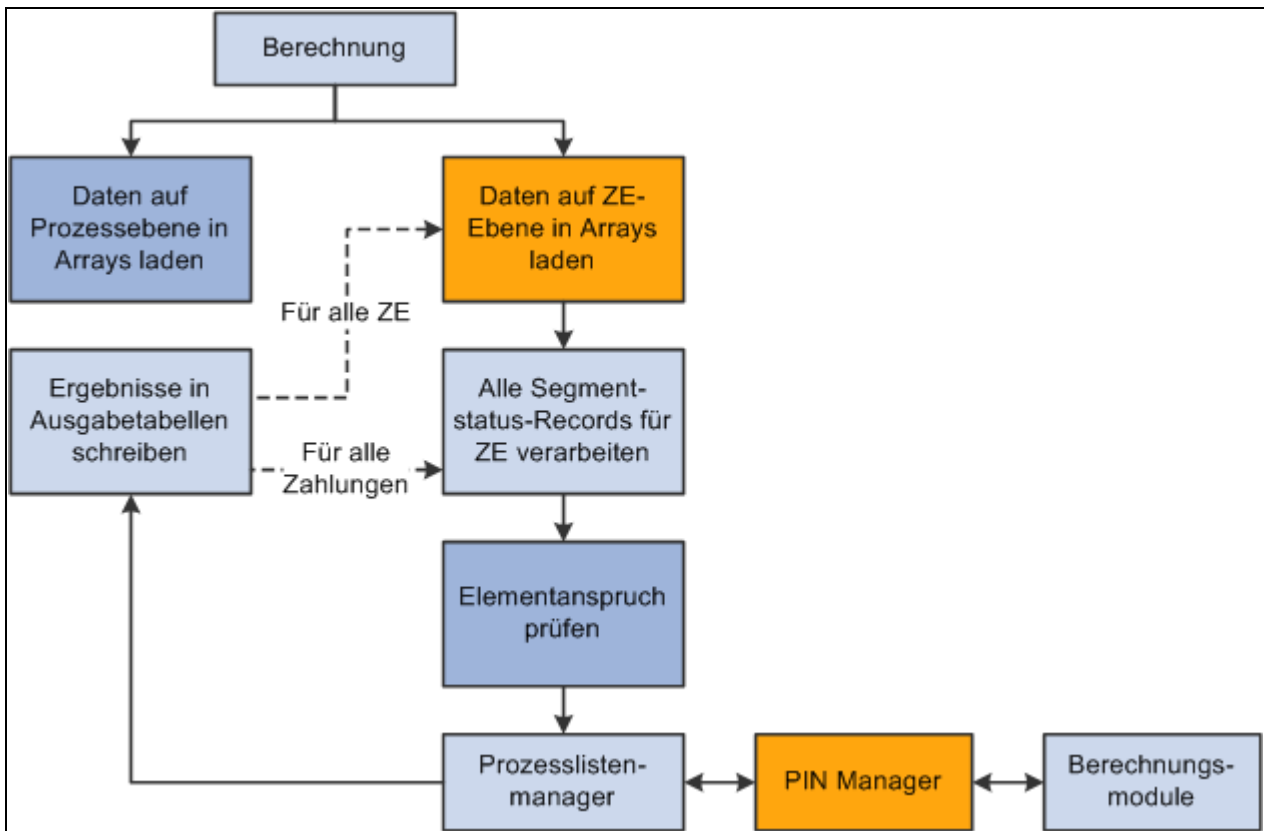 Berechnung
Daten auf
Prozessebene in
Arrays laden
Daten auf ZE-
Ebene in Arrays
laden
Für alle ZE
Ergebnisse in
Ausgabetabellen
schreiben
Für alle
Zahlungen
Alle Segment-
status-Records für
ZE verarbeiten
Elementanspruch
prüfen
Prozesslisten-
manager
PIN Manager
Berechnungs-
module